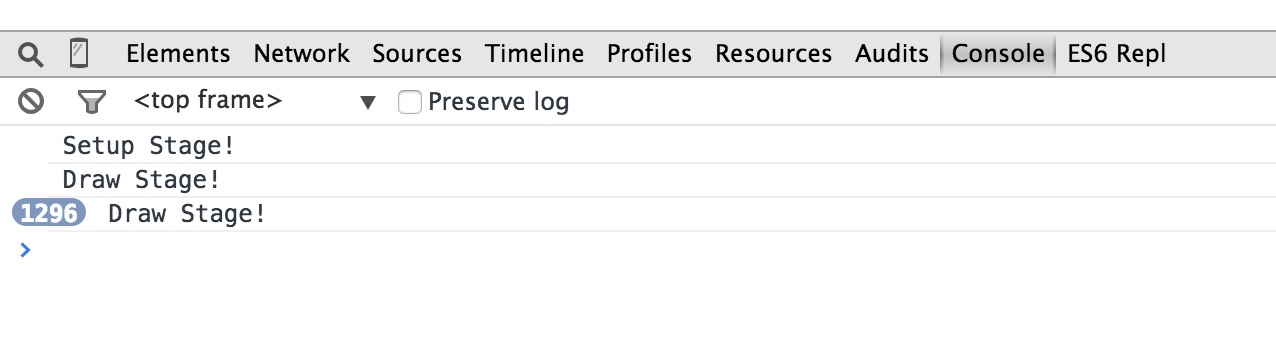 Elements Network Sources Timeline Profiles Resources Audits Console ES6 Repl
<top frame> ▼ Preserve log
Setup Stage!
Draw Stage!
1296 Draw Stage!